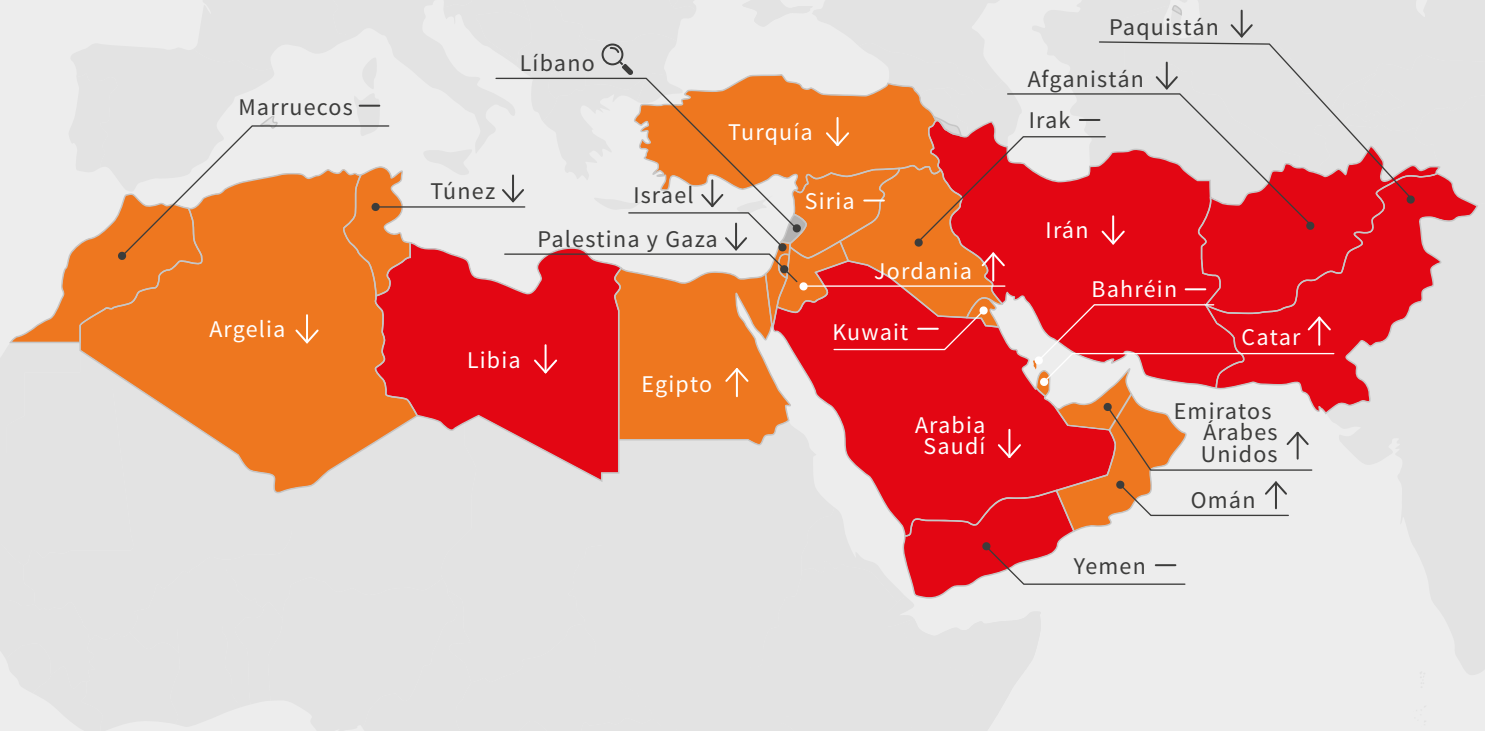 Paquistán ↓
Líbano
Afganistán ↓
Marruecos —
Irak —
Turquía ↓
Túnez ↓
Israel ↓
Siria —
Irán ↓
Palestina y Gaza ↓
Jordania ↑
Bahréin —
Argelia ↓
Kuwait —
Catar ↑
Libia ↓
Egipto ↑
Emiratos
Árabes
Unidos ↑
Arabia
Saudí ↓
Omán ↑
Yemen —